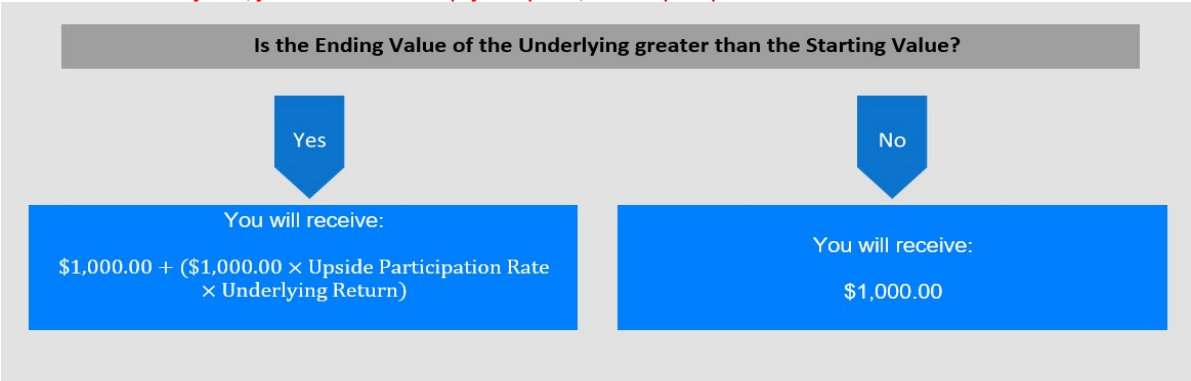 Is the Ending Value of the Underlying greater than the Starting Value?
Yes
No
You will receive:
$1,000.00 + ($1,000.00 × Upside Participation Rate
× Underlying Return)
You will receive:
$1,000.00